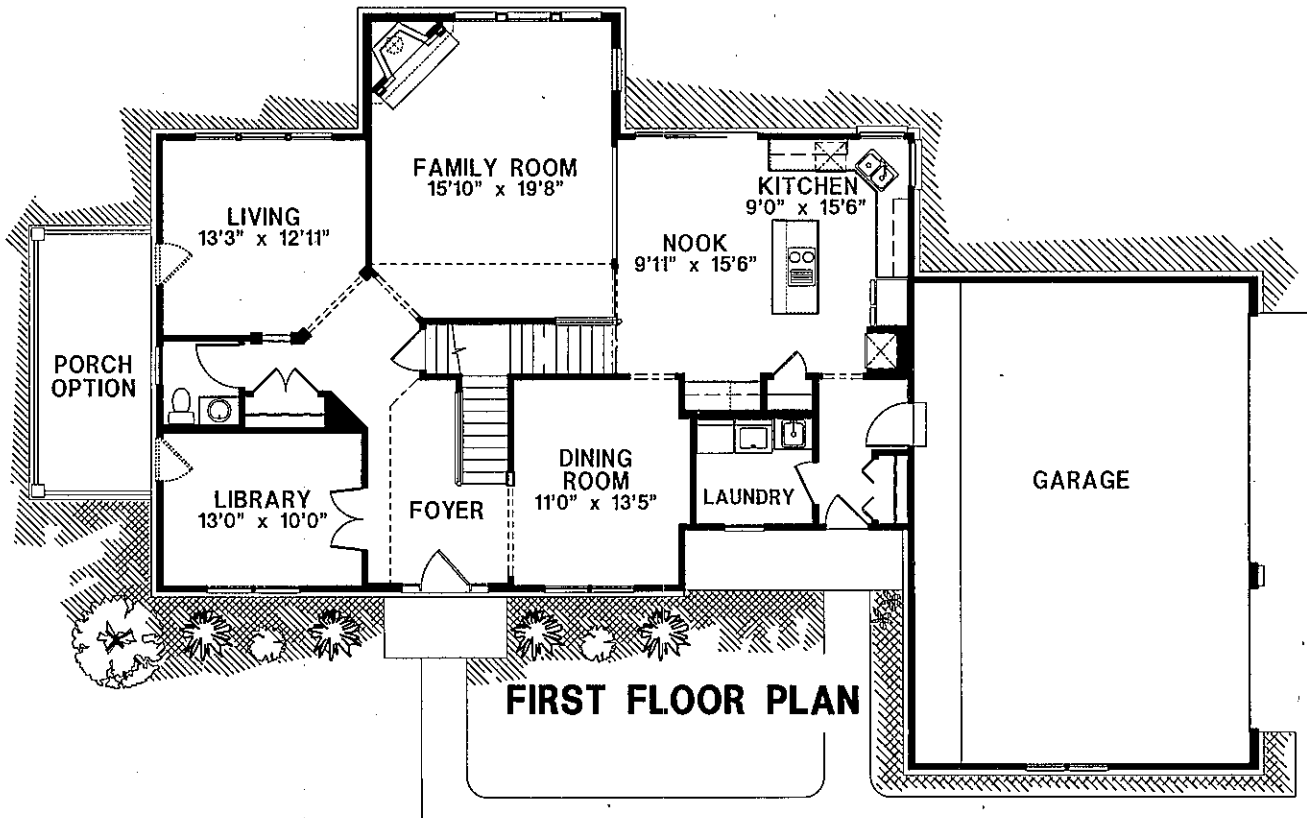 FAMILY ROOM
15'10" x 19'8"
KITCHEN
9'0" x 15'6"
LIVING
13'3" x 12'11"
NOOK
9'11" x 15'6"
PORCH
OPTION
DINING
ROOM
11'0" x 13'5"
LIBRARY
13'0" x 10'0"
FOYER
LAUNDRY
GARAGE
FIRST FLOOR PLAN